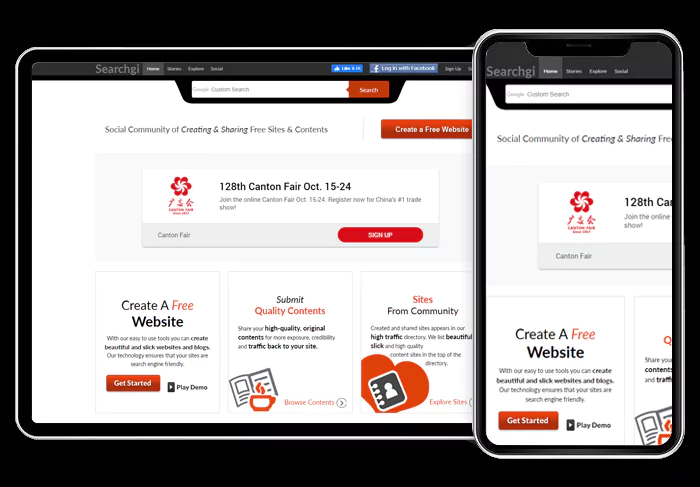 Searchgi Home Stories Explore Social Like Log in with Facebook Sign Up
Google Custom Search Search
Social Community of Creating & Sharing Free Sites & Contents Create a Free Website
128th Canton Fair Oct. 15-24
Join the online Canton Fair Oct. 15-24. Register now for China's #1 trade
show!
CANTON FAIR
Since 1957
Canton Fair SIGN UP
Create A Free
Website
With our easy to use tools you can create
beautiful and slick websites and blogs.
Our technology ensures that your sites are
search engine friendly.
Get Started Play Demo
Submit
Quality Contents
Share your high-quality, original
contents for more exposure, credibility
and traffic back to your site.
Browse Contents
Sites
From Community
Created and shared sites appear in our
high traffic directory. We list beautiful
slick and high quality
content sites in the top of the
directory.
Explore Sites
Searchgi Home Stories Explore Social
Google Custom Search
Social Community of Creating & Sharing Free
128th Can
Join the online
show!
CANTON FAIR
Since 1957
Canton Fair
Create A Free
Website
With our easy to use tools you can create
beautiful and slick websites and blogs.
Our technology ensures that your sites are
search engine friendly.
Get Started Play Demo
Q
Share your
contents
and traffi